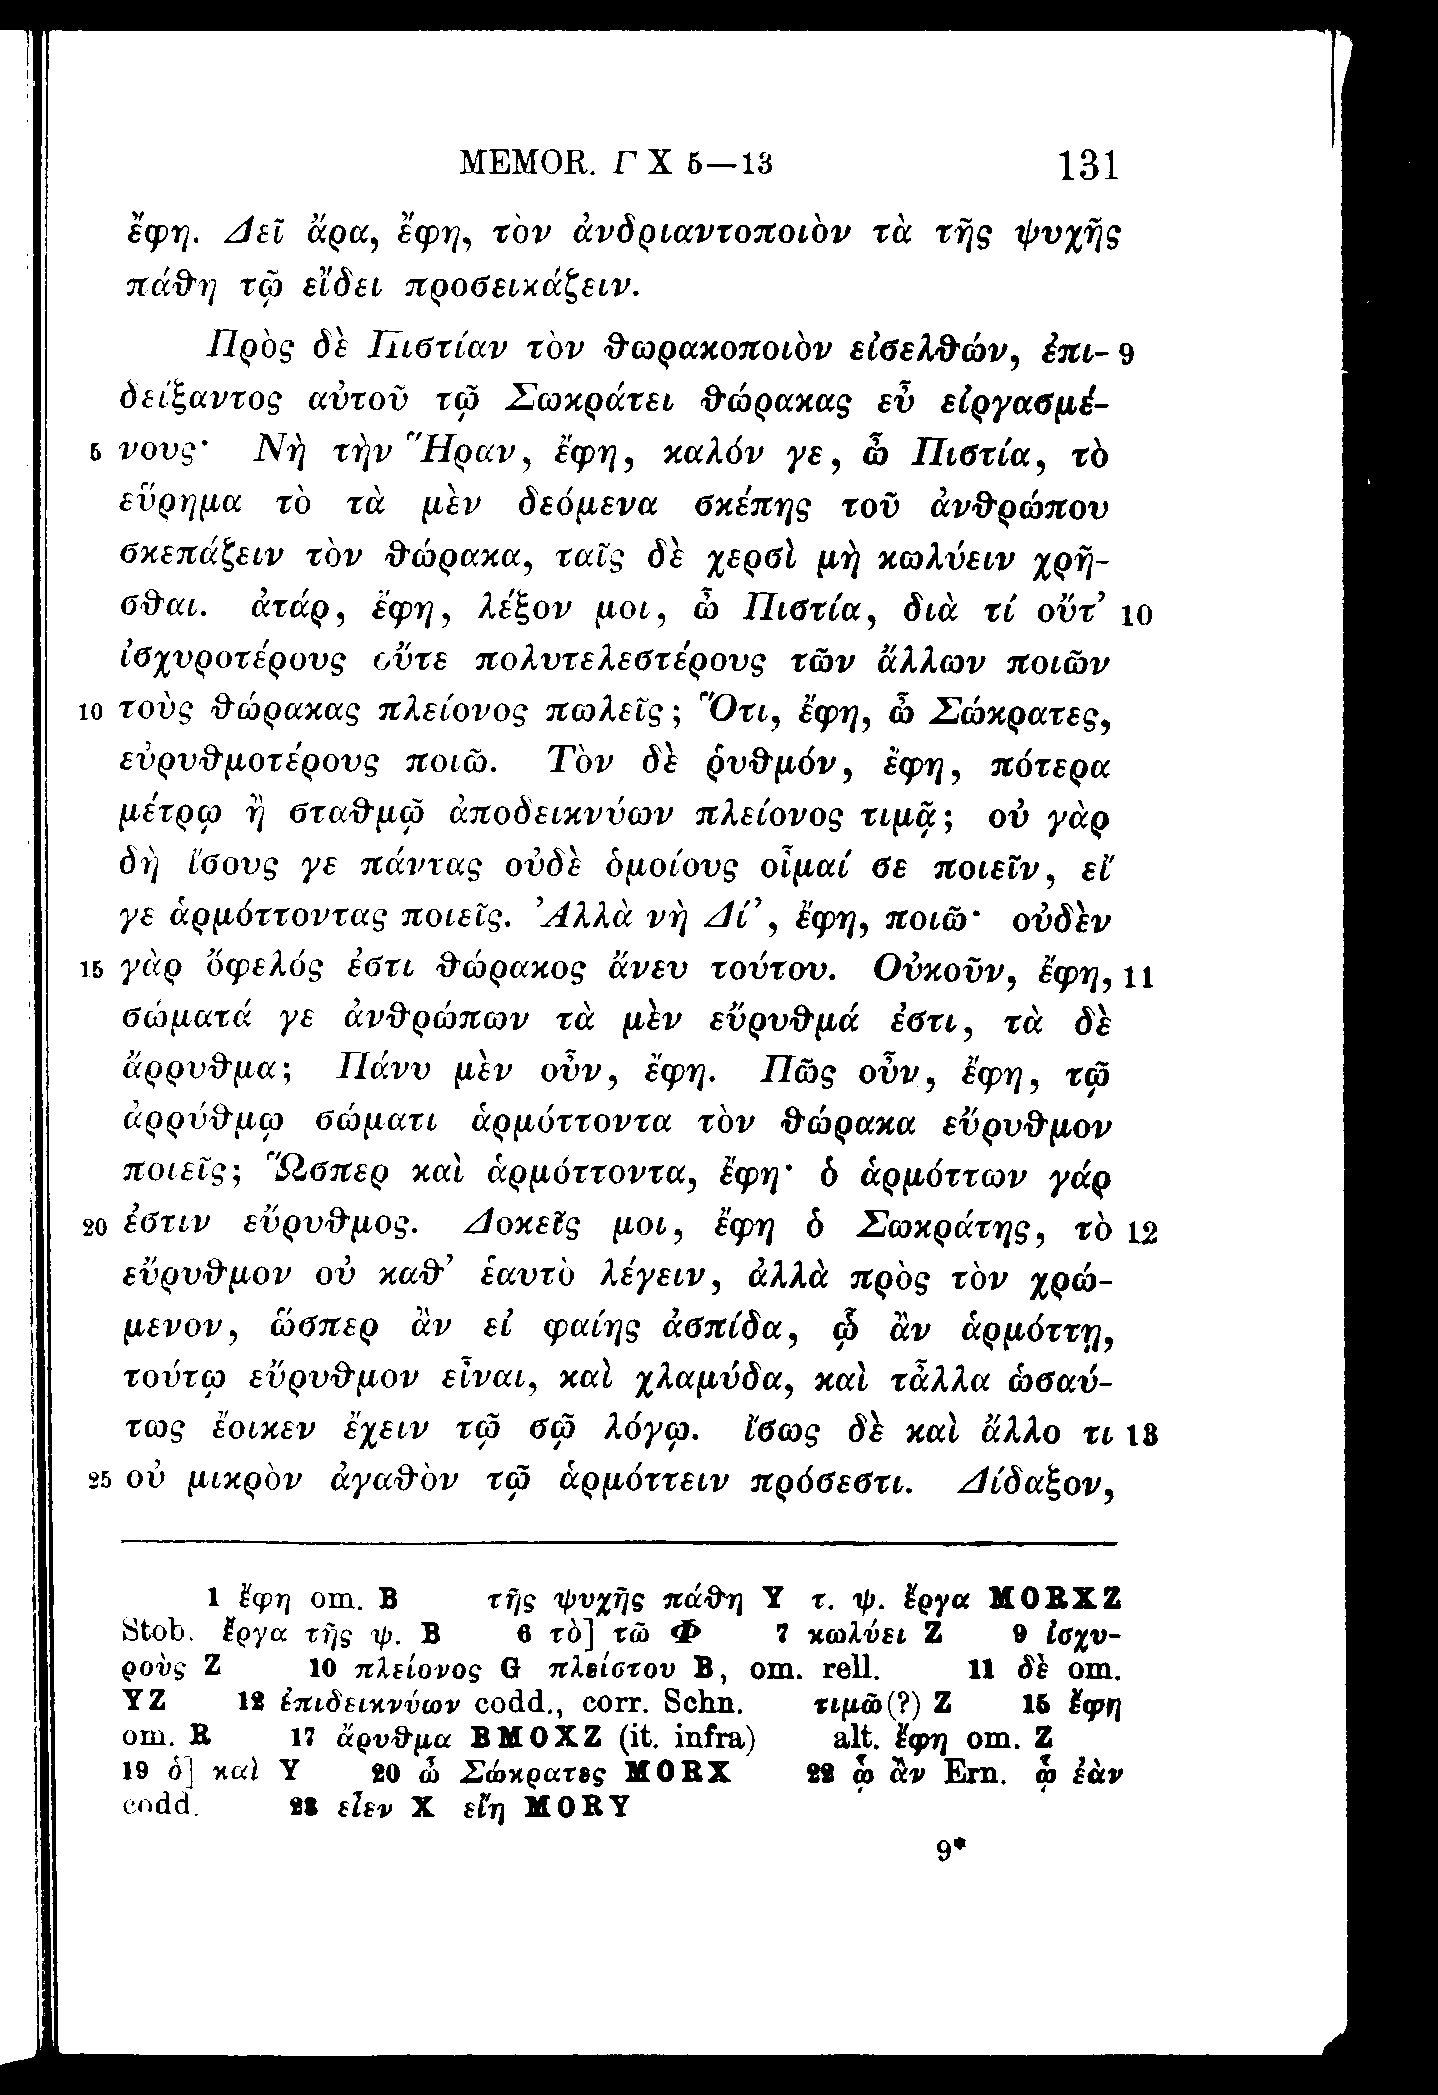 MEMOR. Γ X 5—13 131
ἔφη. Δεῖ ἄρα, ἔφη, τὸν ἀνδριαντοποιὸν τὰ τῆς ψυχῆς
πάθη τῷ εἴδει προσεικάζειν.
Πρὸς δὲ Πιστίαν τὸν θωρακοποιὸν εἰσελθών, ἐπι- 9
δείξαντος αὐτοῦ τῷ Σωκράτει θώρακας εὖ εἰργασμέ-
5 νους· Νὴ τὴν Ἥραν, ἔφη, καλόν γε, ὦ Πιστία, τὸ
εὕρημα τὸ τὰ μὲν δεόμενα σκέπης τοῦ ἀνθρώπου
σκεπάζειν τὸν θώρακα, ταῖς δὲ χερσὶ μὴ κωλύειν χρῆ-
σθαι. ἀτάρ, ἔφη, λέξον μοι, ὦ Πιστία, διὰ τί οὔτ’ 10
ἰσχυροτέρους οὔτε πολυτελεστέρους τῶν ἄλλων ποιῶν
10 τοὺς θώρακας πλείονος πωλεῖς; Ὅτι, ἔφη, ὦ Σώκρατες,
εὐρυθμοτέρους ποιῶ. Τὸν δὲ ῥυθμόν, ἔφη, πότερα
μέτρῳ ἢ σταθμῷ ἀποδεικνύων πλείονος τιμᾷ; οὐ γὰρ
δὴ ἴσους γε πάντας οὐδὲ ὁμοίους οἶμαί σε ποιεῖν, εἴ
γε ἁρμόττοντας ποιεῖς. Ἀλλὰ νὴ Δί’, ἔφη, ποιῶ· οὐδὲν
15 γὰρ ὄφελός ἐστι θώρακος ἄνευ τούτου. Οὐκοῦν, ἔφη, 11
σώματά γε ἀνθρώπων τὰ μὲν εὔρυθμά ἐστι, τὰ δὲ
ἄρρυθμα; Πάνυ μὲν οὖν, ἔφη. Πῶς οὖν, ἔφη, τῷ
ἀρρύθμῳ σώματι ἁρμόττοντα τὸν θώρακα εὔρυθμον
ποιεῖς; Ὥσπερ καὶ ἁρμόττοντα, ἔφη· ὁ ἁρμόττων γάρ
20 ἐστιν εὔρυθμος. Δοκεῖς μοι, ἔφη ὁ Σωκράτης, τὸ 12
εὔρυθμον οὐ καθ’ ἑαυτὸ λέγειν, ἀλλὰ πρὸς τὸν χρώ-
μενον, ὥσπερ ἂν εἰ φαίης ἀσπίδα, ᾧ ἂν ἁρμόττῃ,
τούτῳ εὔρυθμον εἶναι, καὶ χλαμύδα, καὶ τἆλλα ὡσαύ-
τως ἔοικεν ἔχειν τῷ σῷ λόγῳ. ἴσως δὲ καὶ ἄλλο τι 13
25 οὐ μικρὸν ἀγαθὸν τῷ ἁρμόττειν πρόσεστι. Δίδαξον,
1 ἔφη om. B τῆς ψυχῆς πάθη Y τ. ψ. ἔργα MORXZ
Stob. ἔργα τῆς ψ. B 6 τὸ] τῶ Φ 7 κωλύει Z 9 ἰσχυ-
ροὺς Z 10 πλείονος G πλείστου B, om. rell. 11 δὲ om.
YZ 12 ἐπιδεικνύων codd., corr. Schn. τιμῶ(?) Z 15 ἔφη
om. R 17 ἄρυθμα BMOXZ (it. infra) alt. ἔφη om. Z
19 ὁ] καὶ Y 20 ὦ Σώκρατες MORX 22 ᾧ ἂν Ern. ᾧ ἐὰν
codd. 23 εἶεν X εἴη MORY
9*